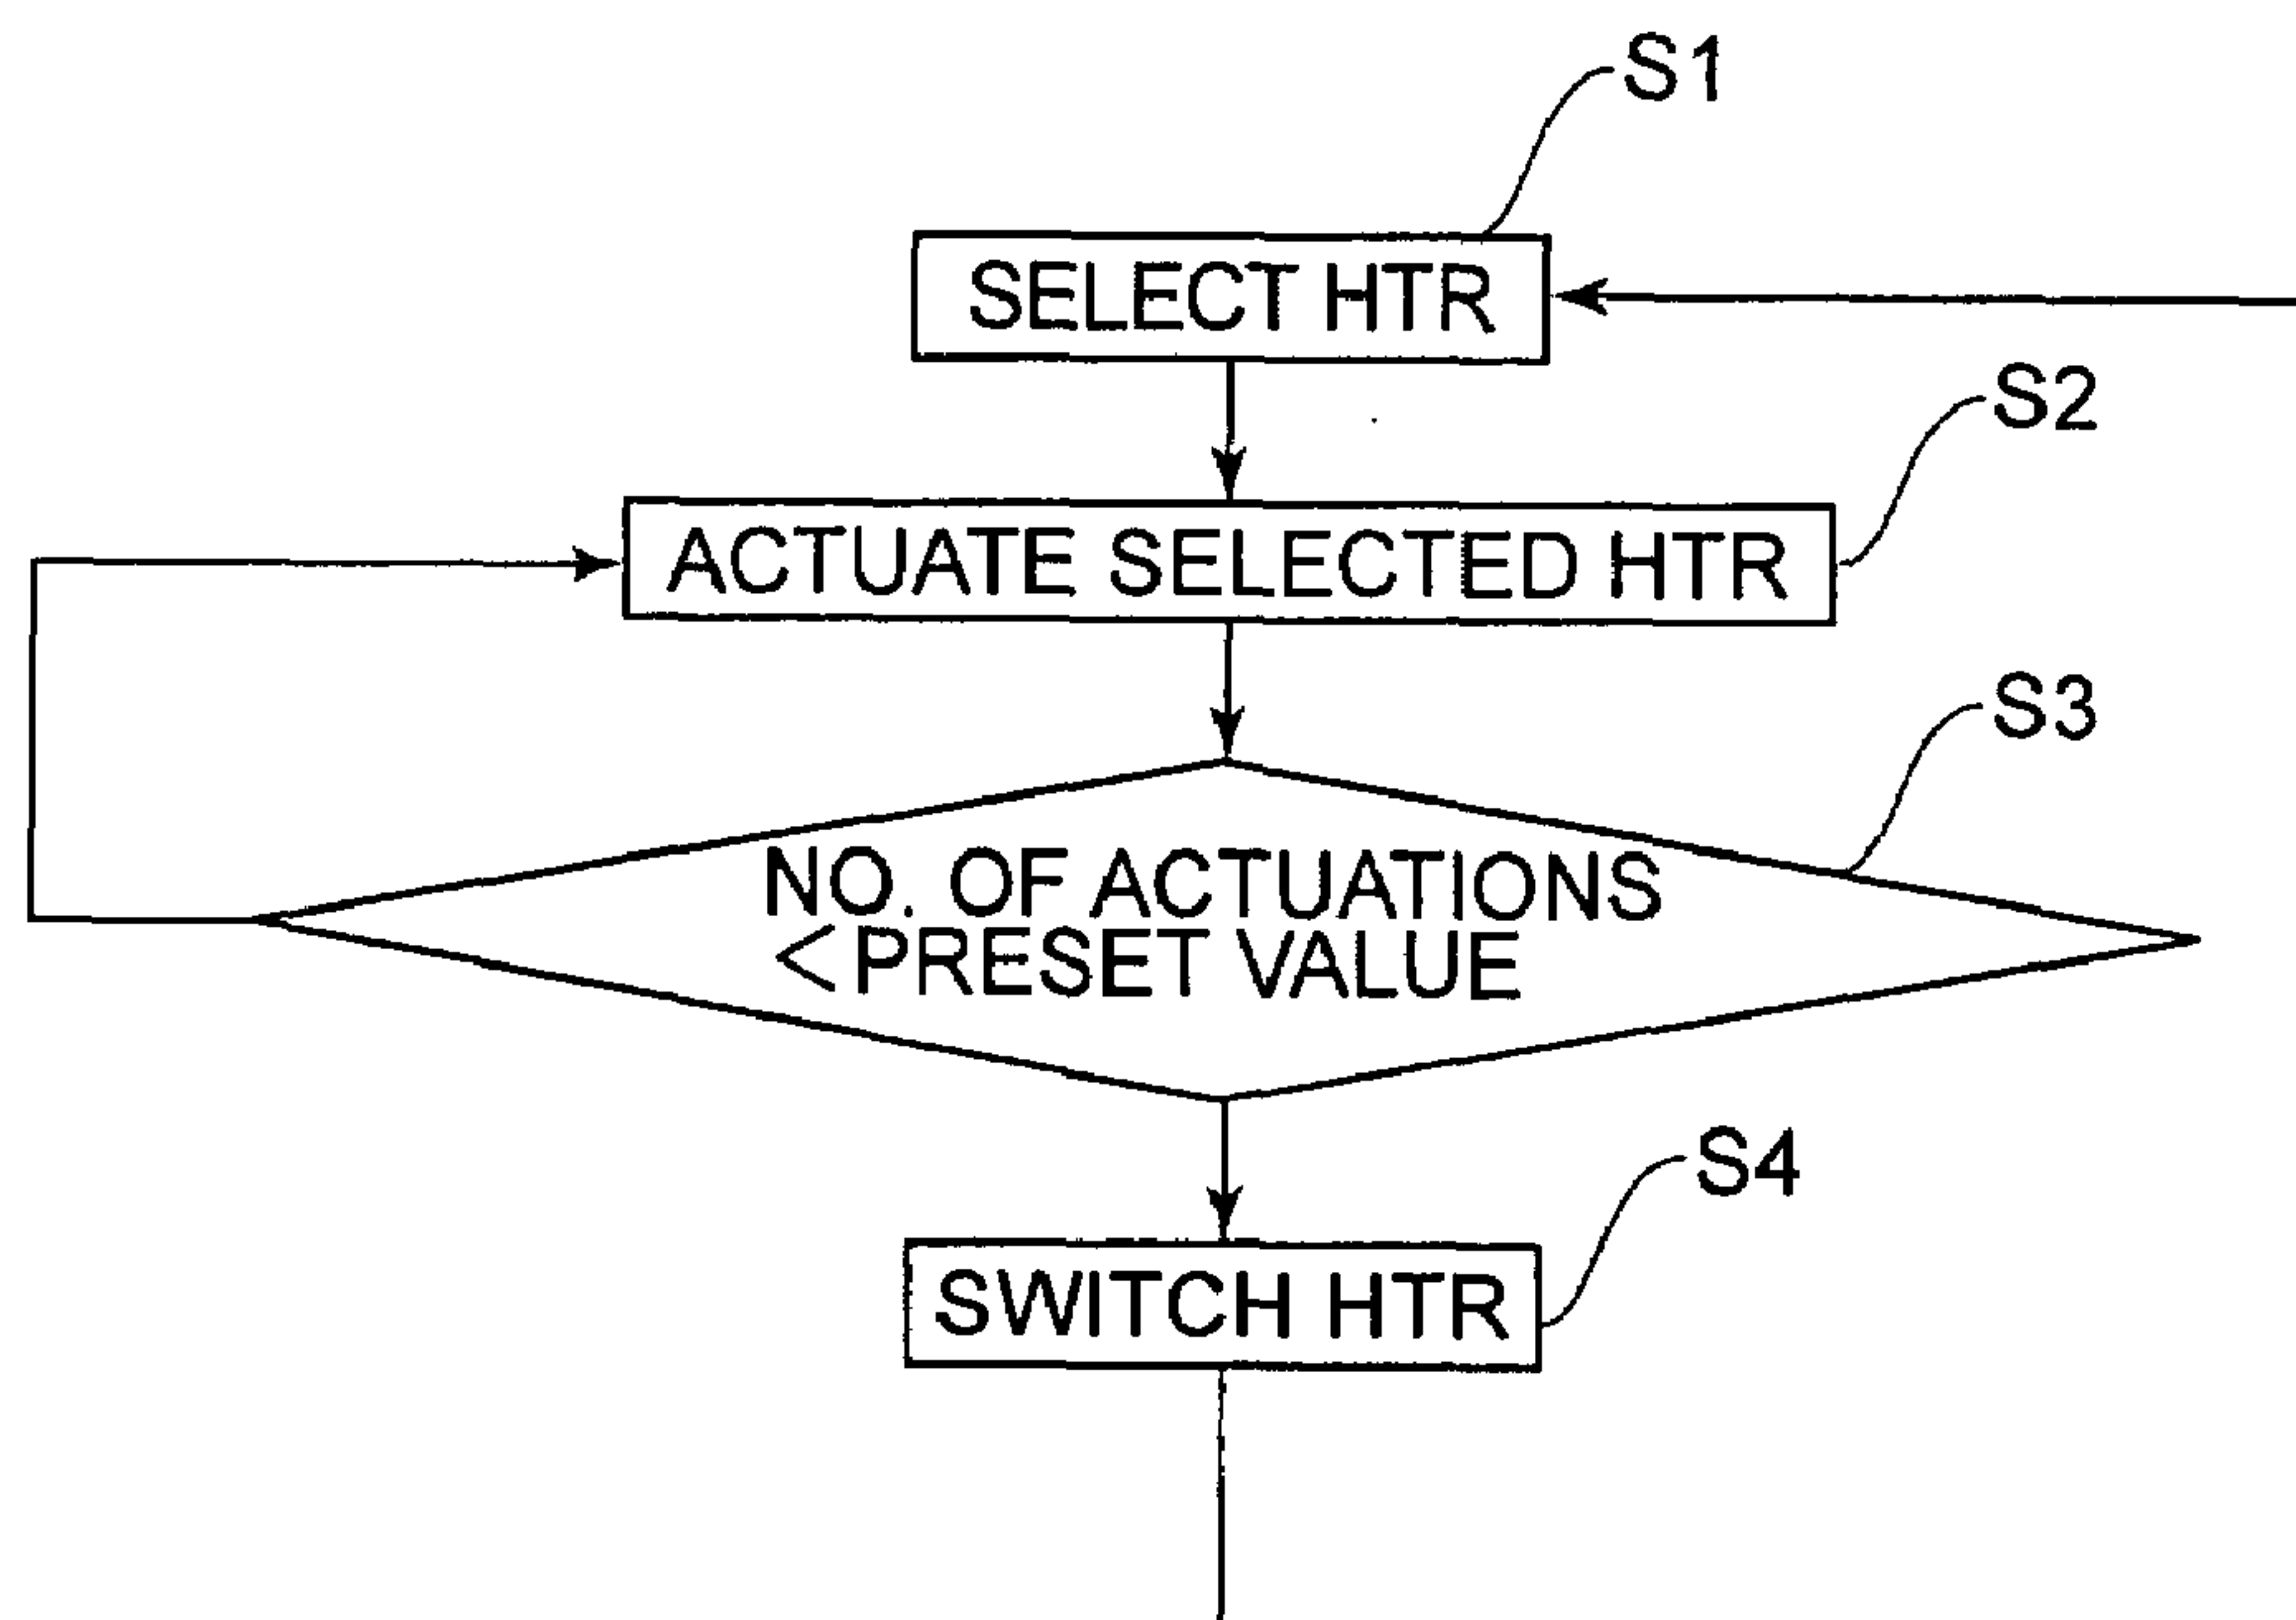 S1
SELECT HTR
S2
ACTUATE SELECTED HTR
S3
NO. OF ACTUATIONS
< PRESET VALUE
S4
SWITCH HTR